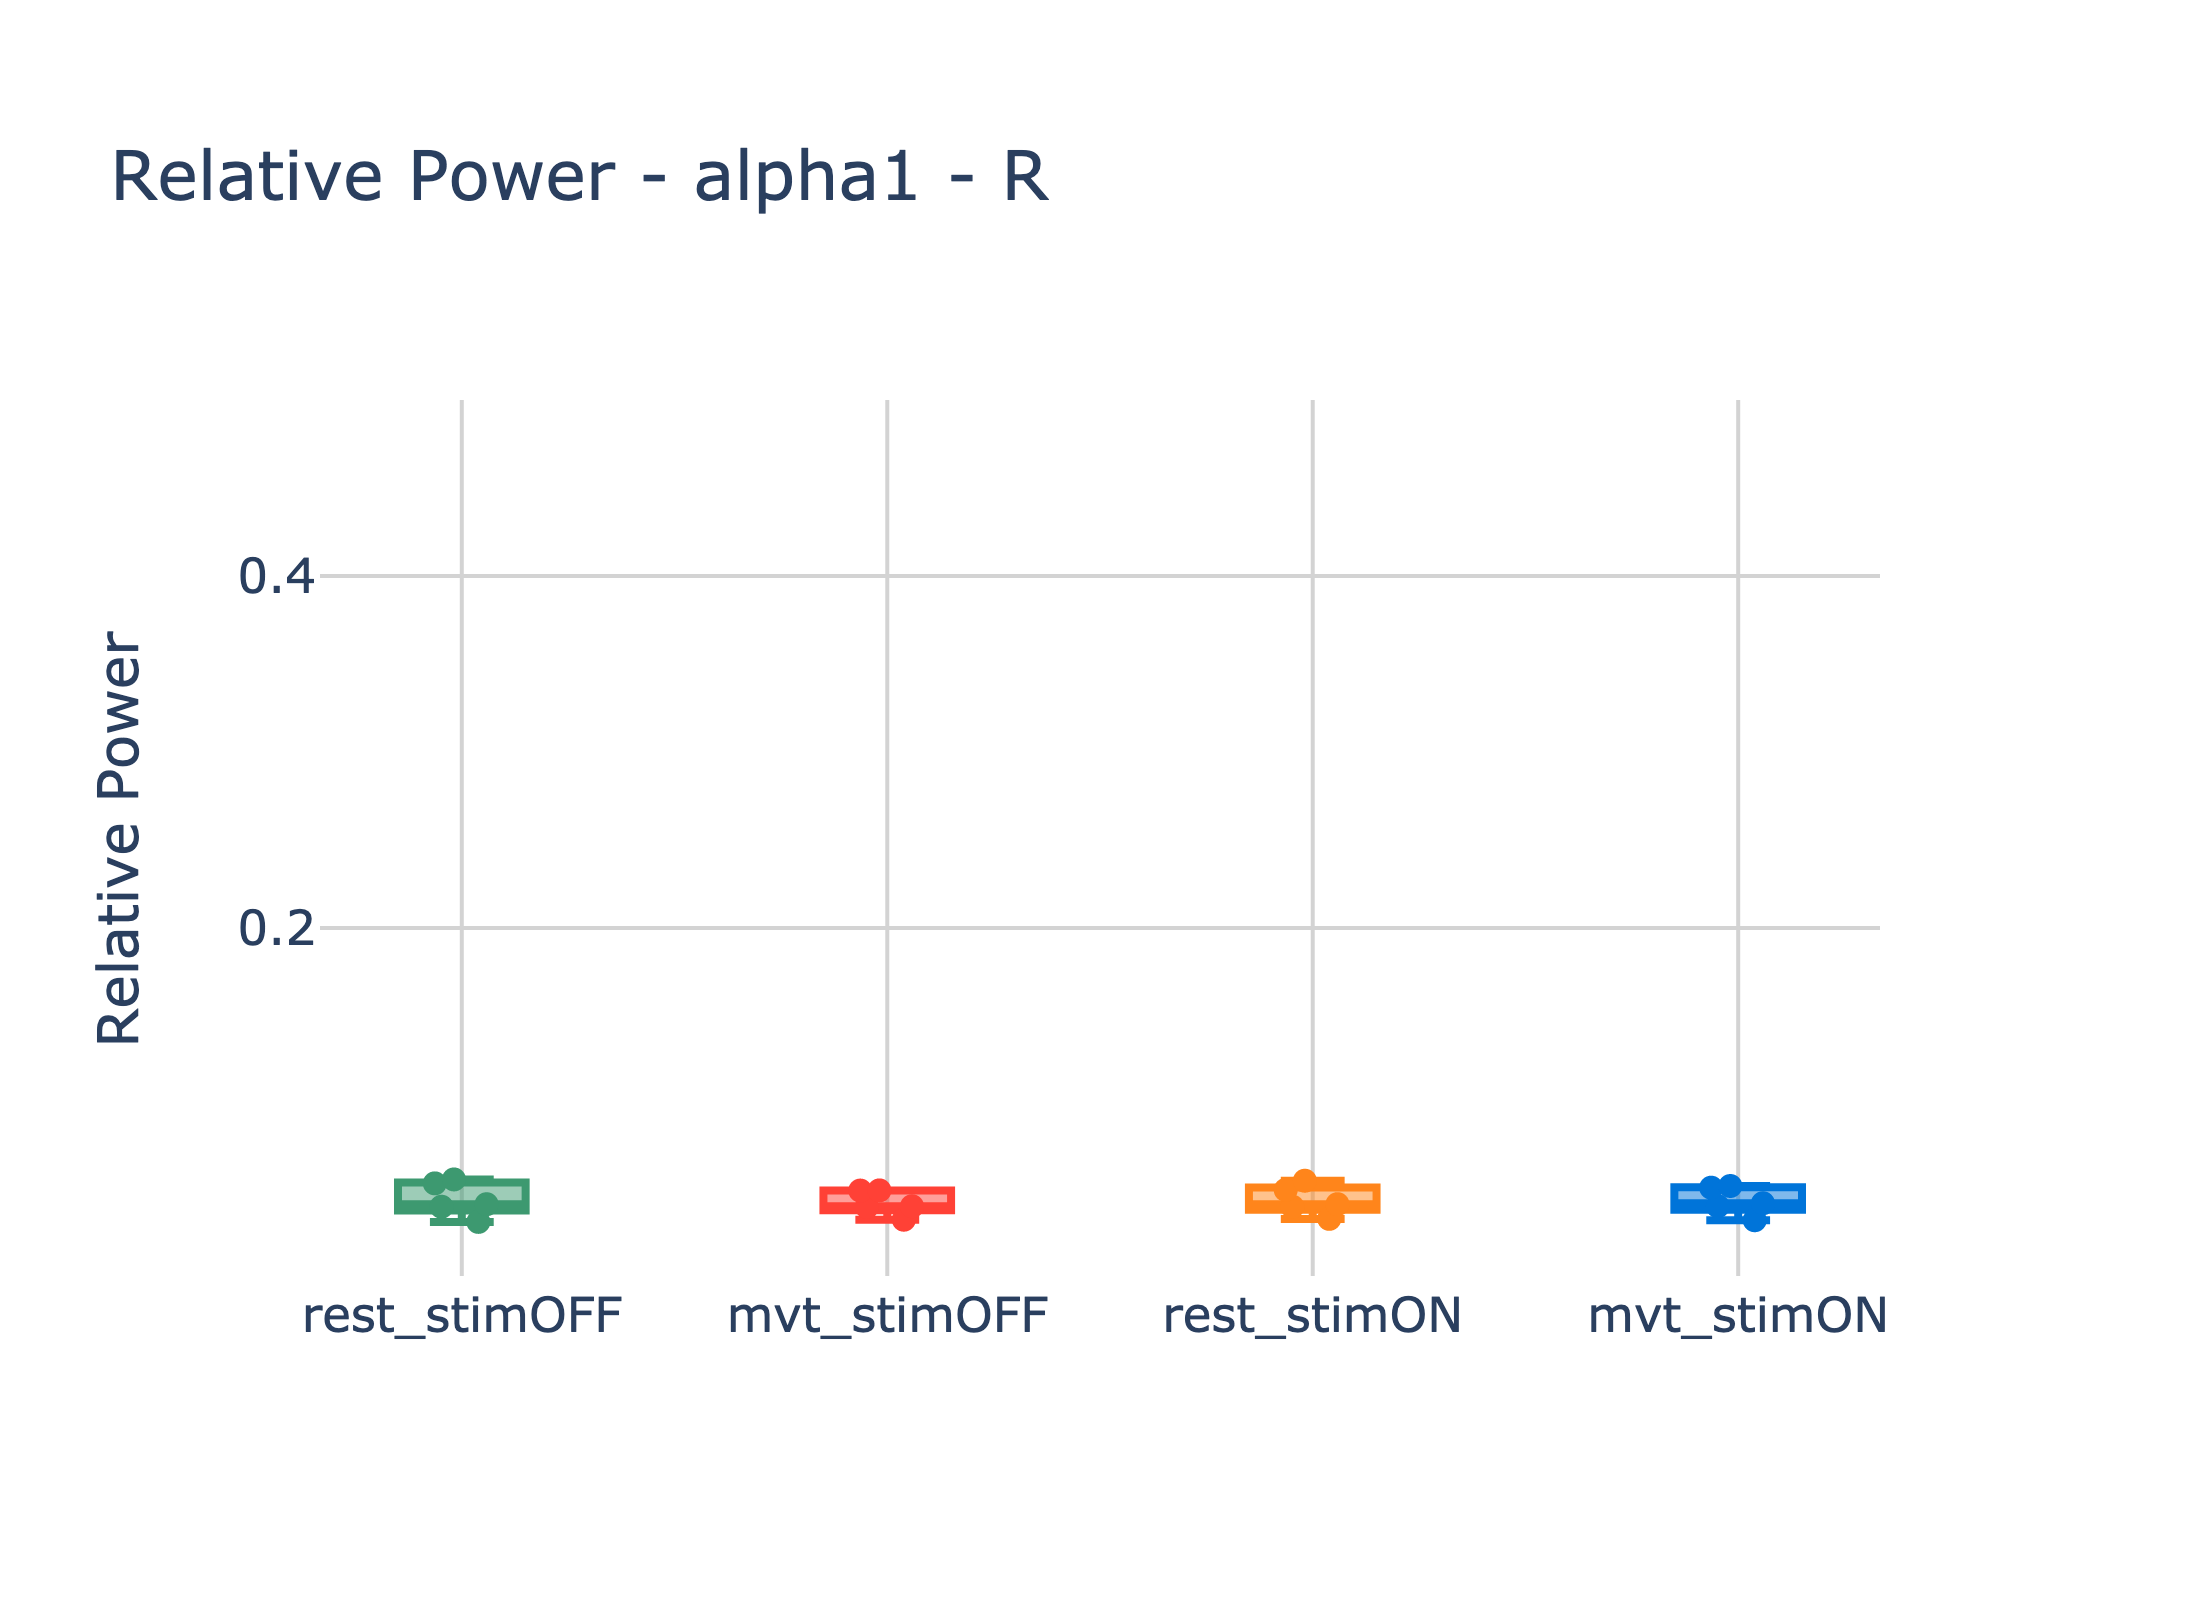 Relative Power - alpha1 - R
Relative Power
0.4
0.2
rest_stimOFF
mvt_stimOFF
rest_stimON
mvt_stimON